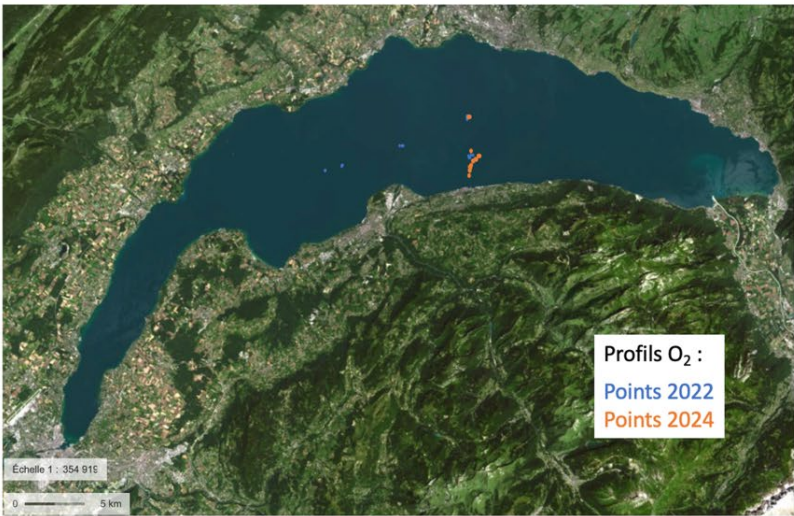 Profils O₂ :
Points 2022
Points 2024
Échelle 1 : 354 919
0 5 km